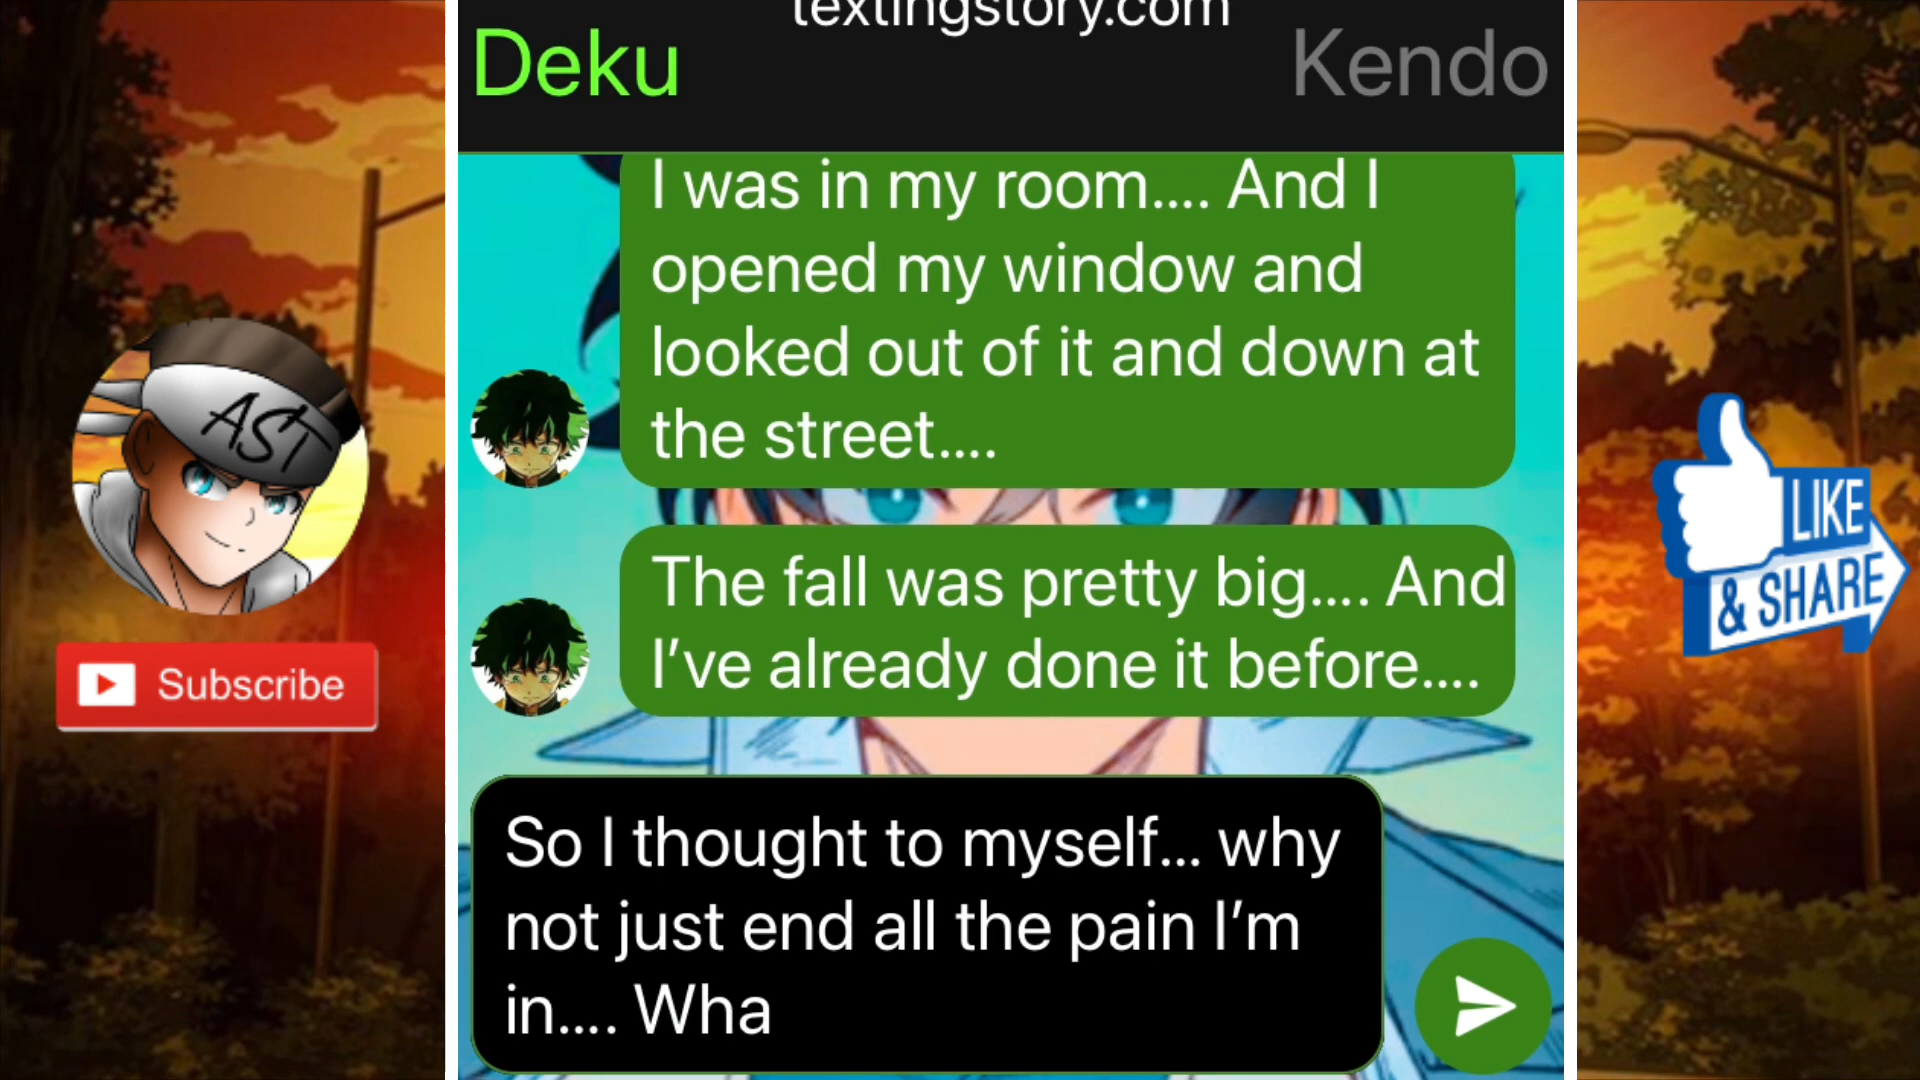 textingstory.com
Deku
Kendo
I was in my room.... And I
opened my window and
looked out of it and down at
the street....
The fall was pretty big.... And
I’ve already done it before....
So I thought to myself... why
not just end all the pain I’m
in.... Wha
AST
Subscribe
LIKE
& SHARE